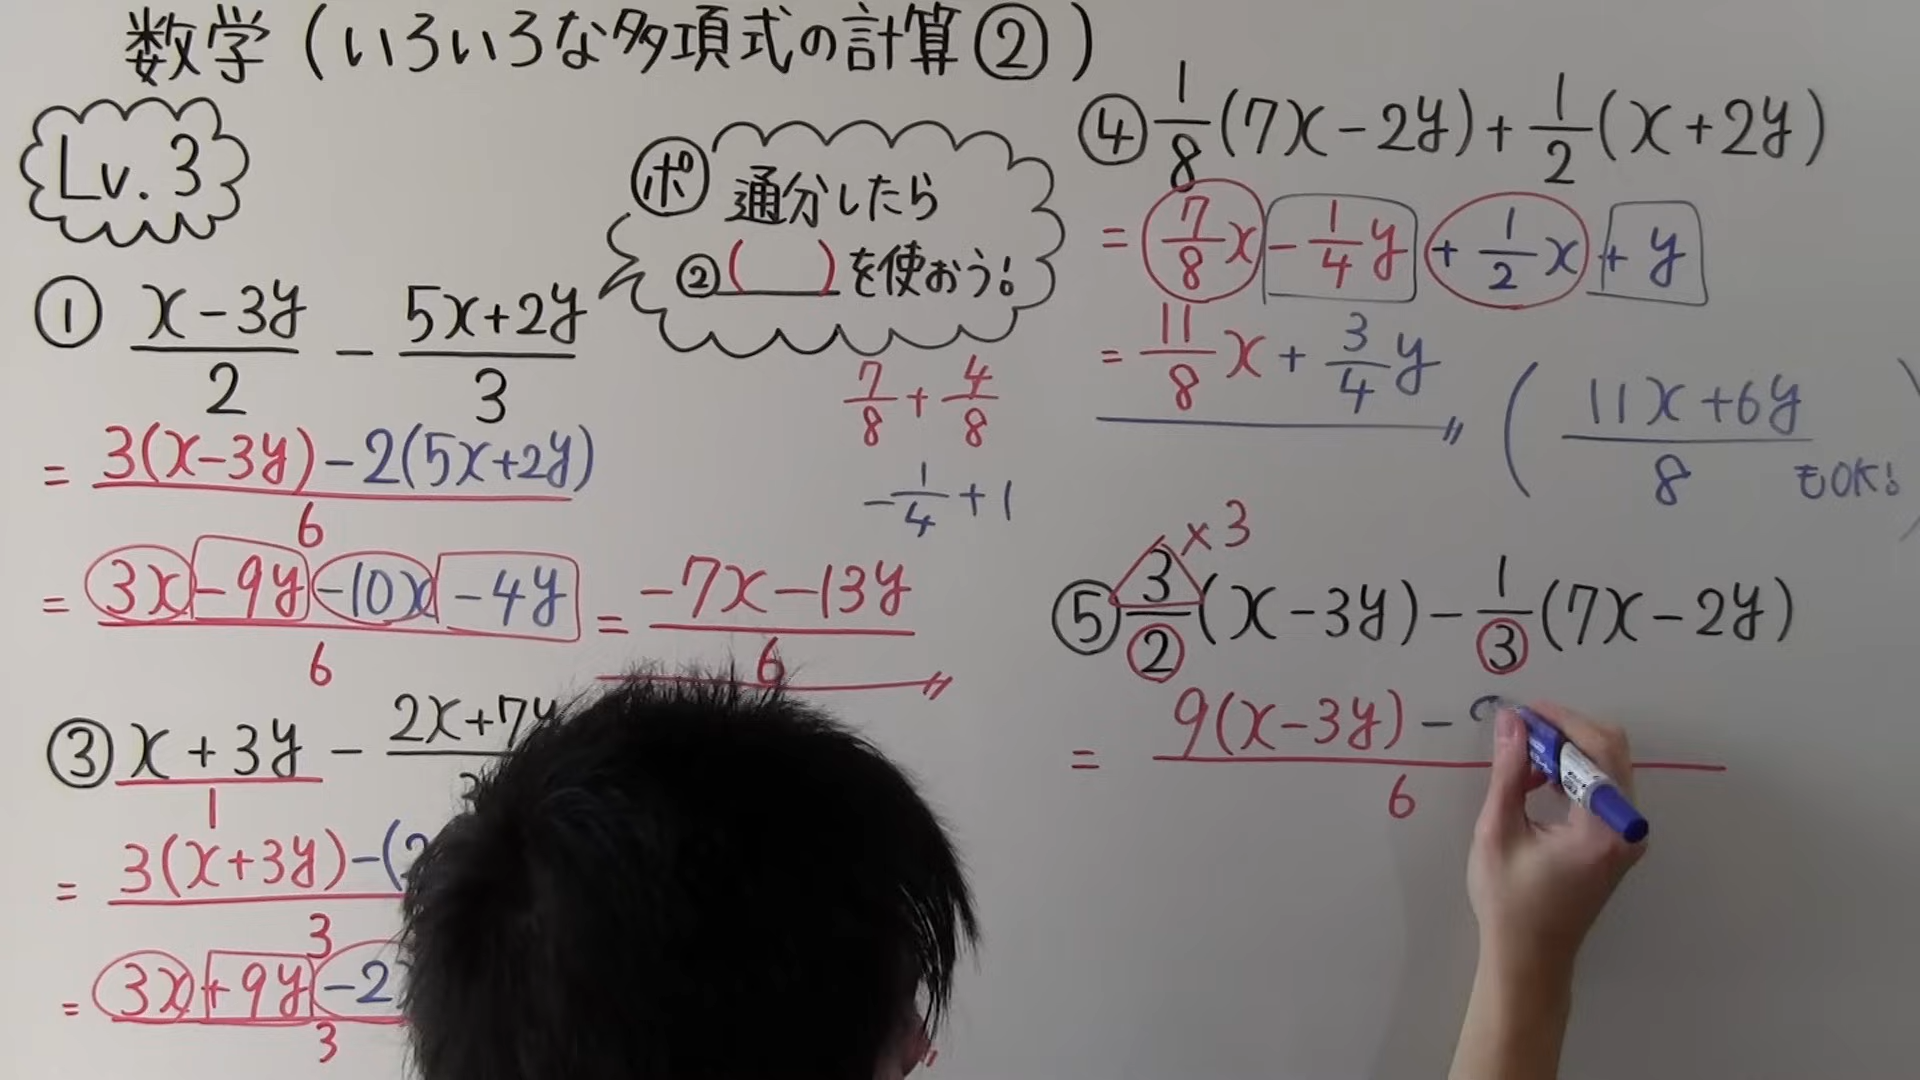 数学(いろいろな多項式の計算②)
Lv. 3
㋭ 通分したら
②( )を使おう!
① (x-3y)/2 - (5x+2y)/3
= (3(x-3y)-2(5x+2y))/6
= (3x-9y-10x-4y)/6 = (-7x-13y)/6
③ (x+3y)/1 - 2x+7y
= 3(x+3y)-( /3
= 3x+9y-2 /3
7/8 + 4/8
-1/4 + 1
④ 1/8(7x-2y)+1/2(x+2y)
= 7/8x - 1/4y + 1/2x + y
= 11/8x + 3/4y ( (11x+6y)/8 もOK! )
×3
⑤ 3/2(x-3y)-1/3(7x-2y)
= 9(x-3y)- /6